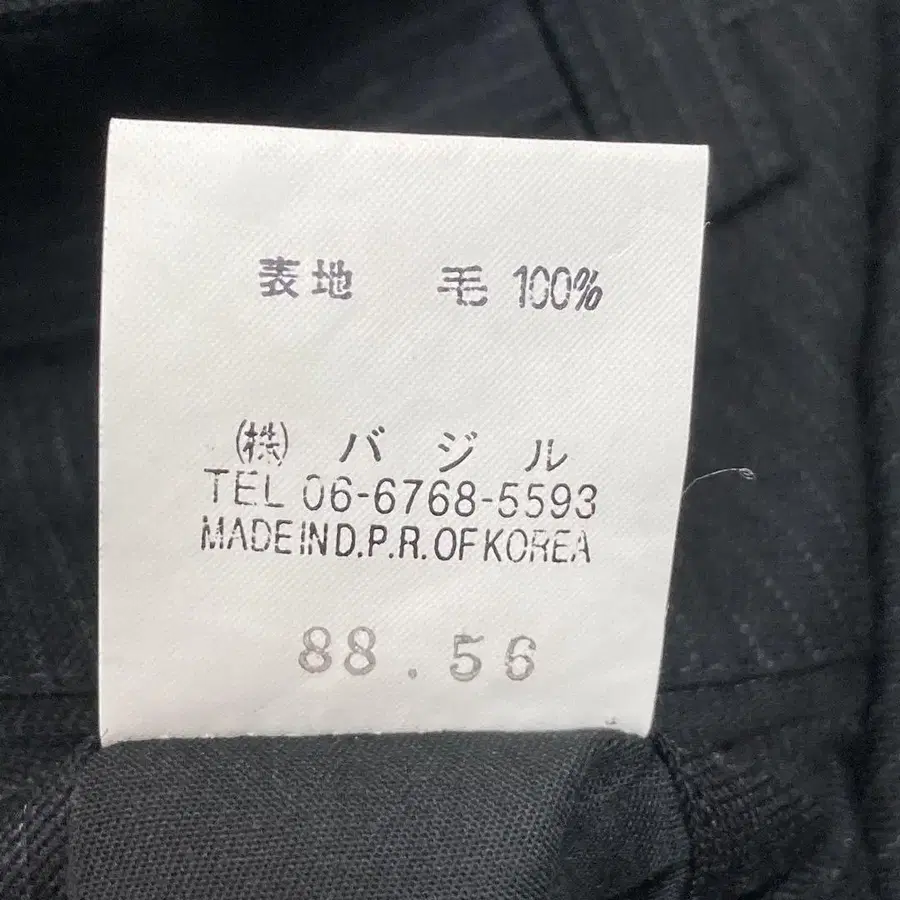 表地 毛 100%
(株) バジル
TEL 06-6768-5593
MADE IN D.P.R. OF KOREA
88.56